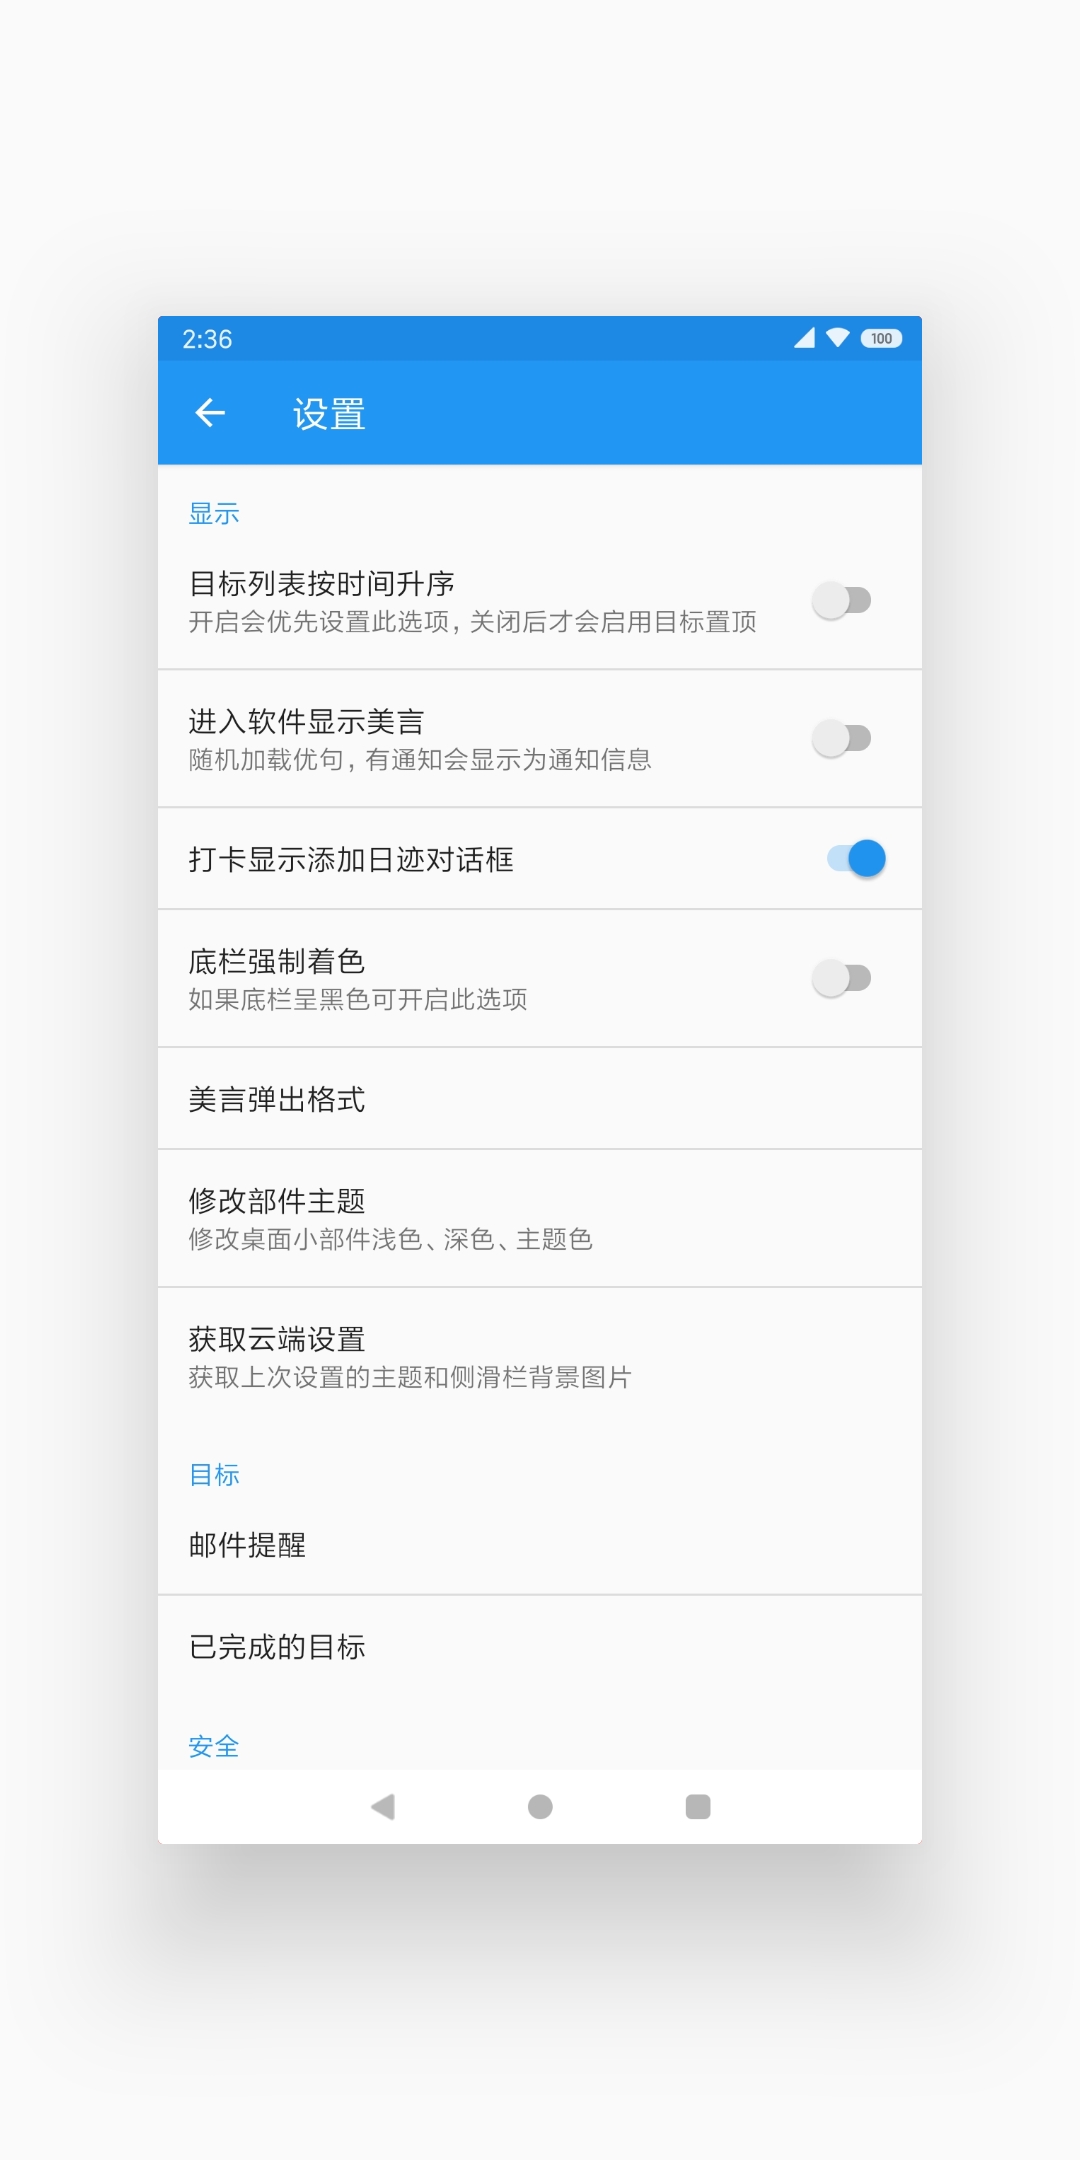 2:36
100
设置
显示
目标列表按时间升序
开启会优先设置此选项，关闭后才会启用目标置顶
进入软件显示美言
随机加载优句，有通知会显示为通知信息
打卡显示添加日迹对话框
底栏强制着色
如果底栏呈黑色可开启此选项
美言弹出格式
修改部件主题
修改桌面小部件浅色、深色、主题色
获取云端设置
获取上次设置的主题和侧滑栏背景图片
目标
邮件提醒
已完成的目标
安全